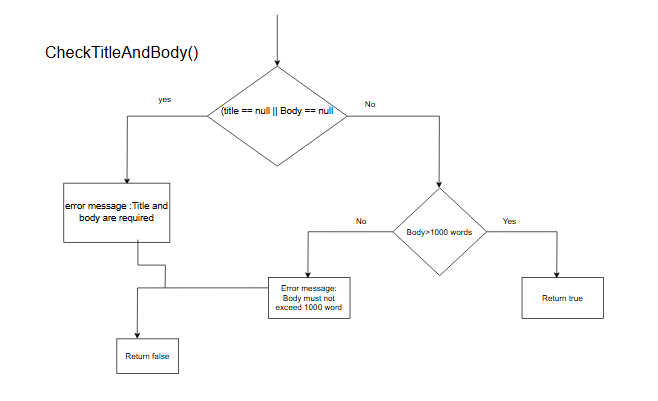 CheckTitleAndBody()
yes
No
(title == null || Body == null
error message :Title and
body are required
No
Yes
Body>1000 words
Error message:
Body must not
exceed 1000 word
Return true
Return false